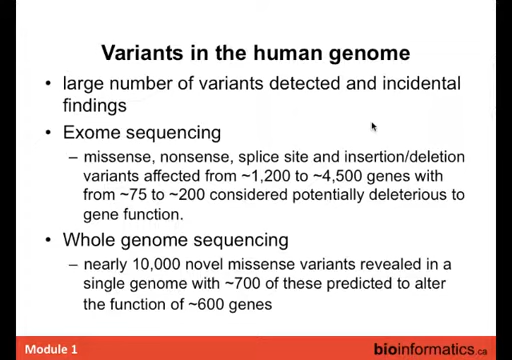 Variants in the human genome
• large number of variants detected and incidental
findings
• Exome sequencing
– missense, nonsense, splice site and insertion/deletion
variants affected from ~1,200 to ~4,500 genes with
from ~75 to ~200 considered potentially deleterious to
gene function.
• Whole genome sequencing
– nearly 10,000 novel missense variants revealed in a
single genome with ~700 of these predicted to alter
the function of ~600 genes
Module 1
bioinformatics.ca